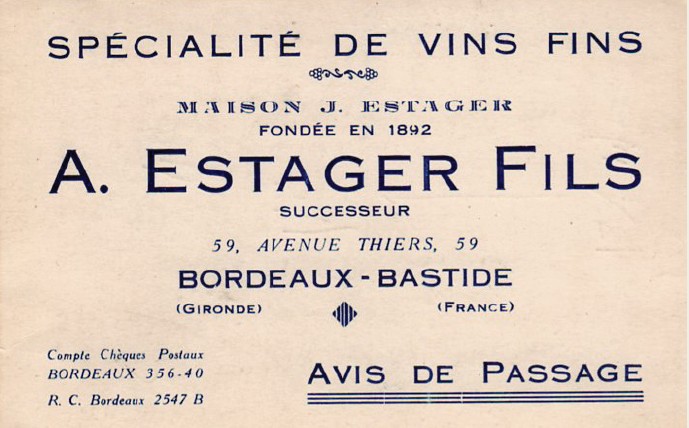 SPÉCIALITÉ DE VINS FINS
MAISON J. ESTAGER
FONDÉE EN 1892
A. ESTAGER FILS
SUCCESSEUR
59, AVENUE THIERS, 59
BORDEAUX - BASTIDE
(GIRONDE) (FRANCE)
Compte Chèques Postaux
BORDEAUX 356-40
R. C. Bordeaux 2547 B
AVIS DE PASSAGE